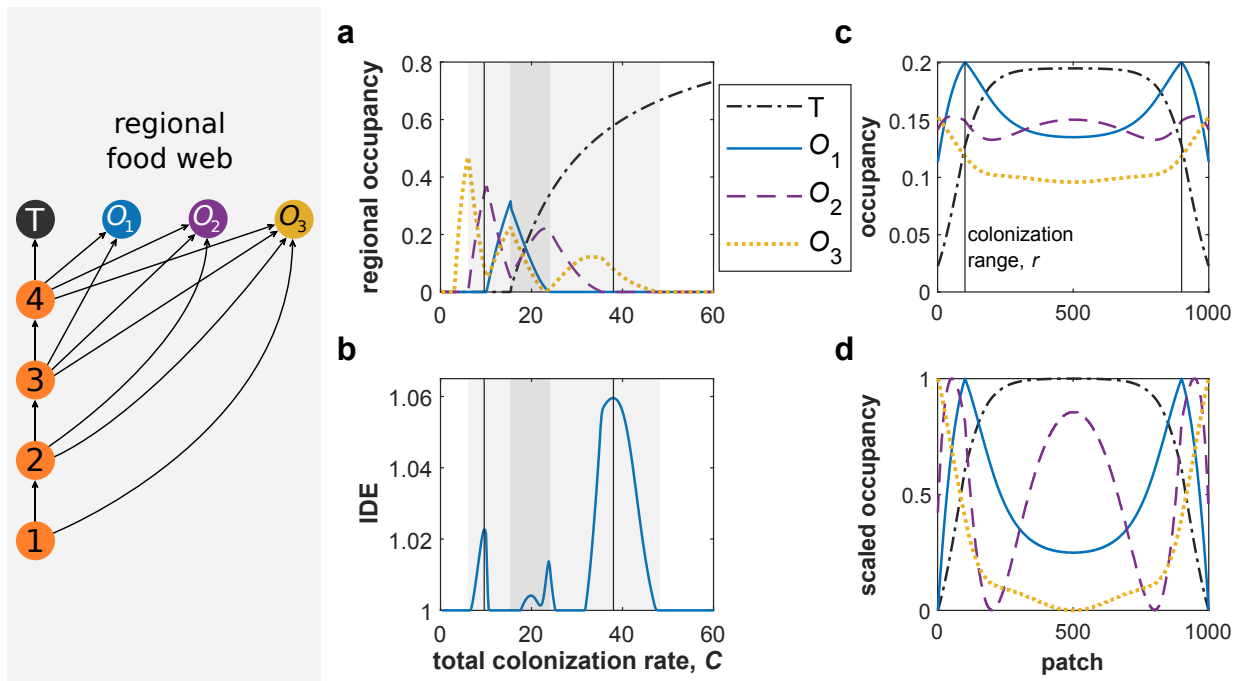 regional
food web
T
O₁
O₂
O₃
4
3
2
1
a
regional occupancy
0.8
0.6
0.4
0.2
0
0
20
40
60
T
O₁
O₂
O₃
b
IDE
1.06
1.04
1.02
1
0
20
40
60
total colonization rate, C
c
occupancy
0.2
0.15
0.1
0.05
0
colonization
range, r
0
500
1000
d
scaled occupancy
1
0.5
0
0
500
1000
patch